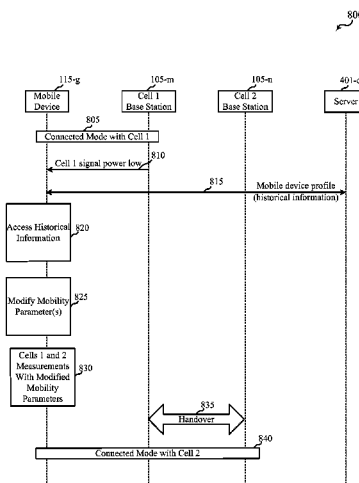 800
115-g
105-m
105-n
Mobile
Device
Cell 1
Base Station
Cell 2
Base Station
Server
805
Connected Mode with Cell 1
810
Cell 1 signal power low
815
Mobile device profile
(historical information)
Access Historical
Information
820
Modify Mobility
Parameter(s)
825
Cells 1 and 2
Measurements
With Modified
Mobility
Parameters
830
835
Handover
840
Connected Mode with Cell 2